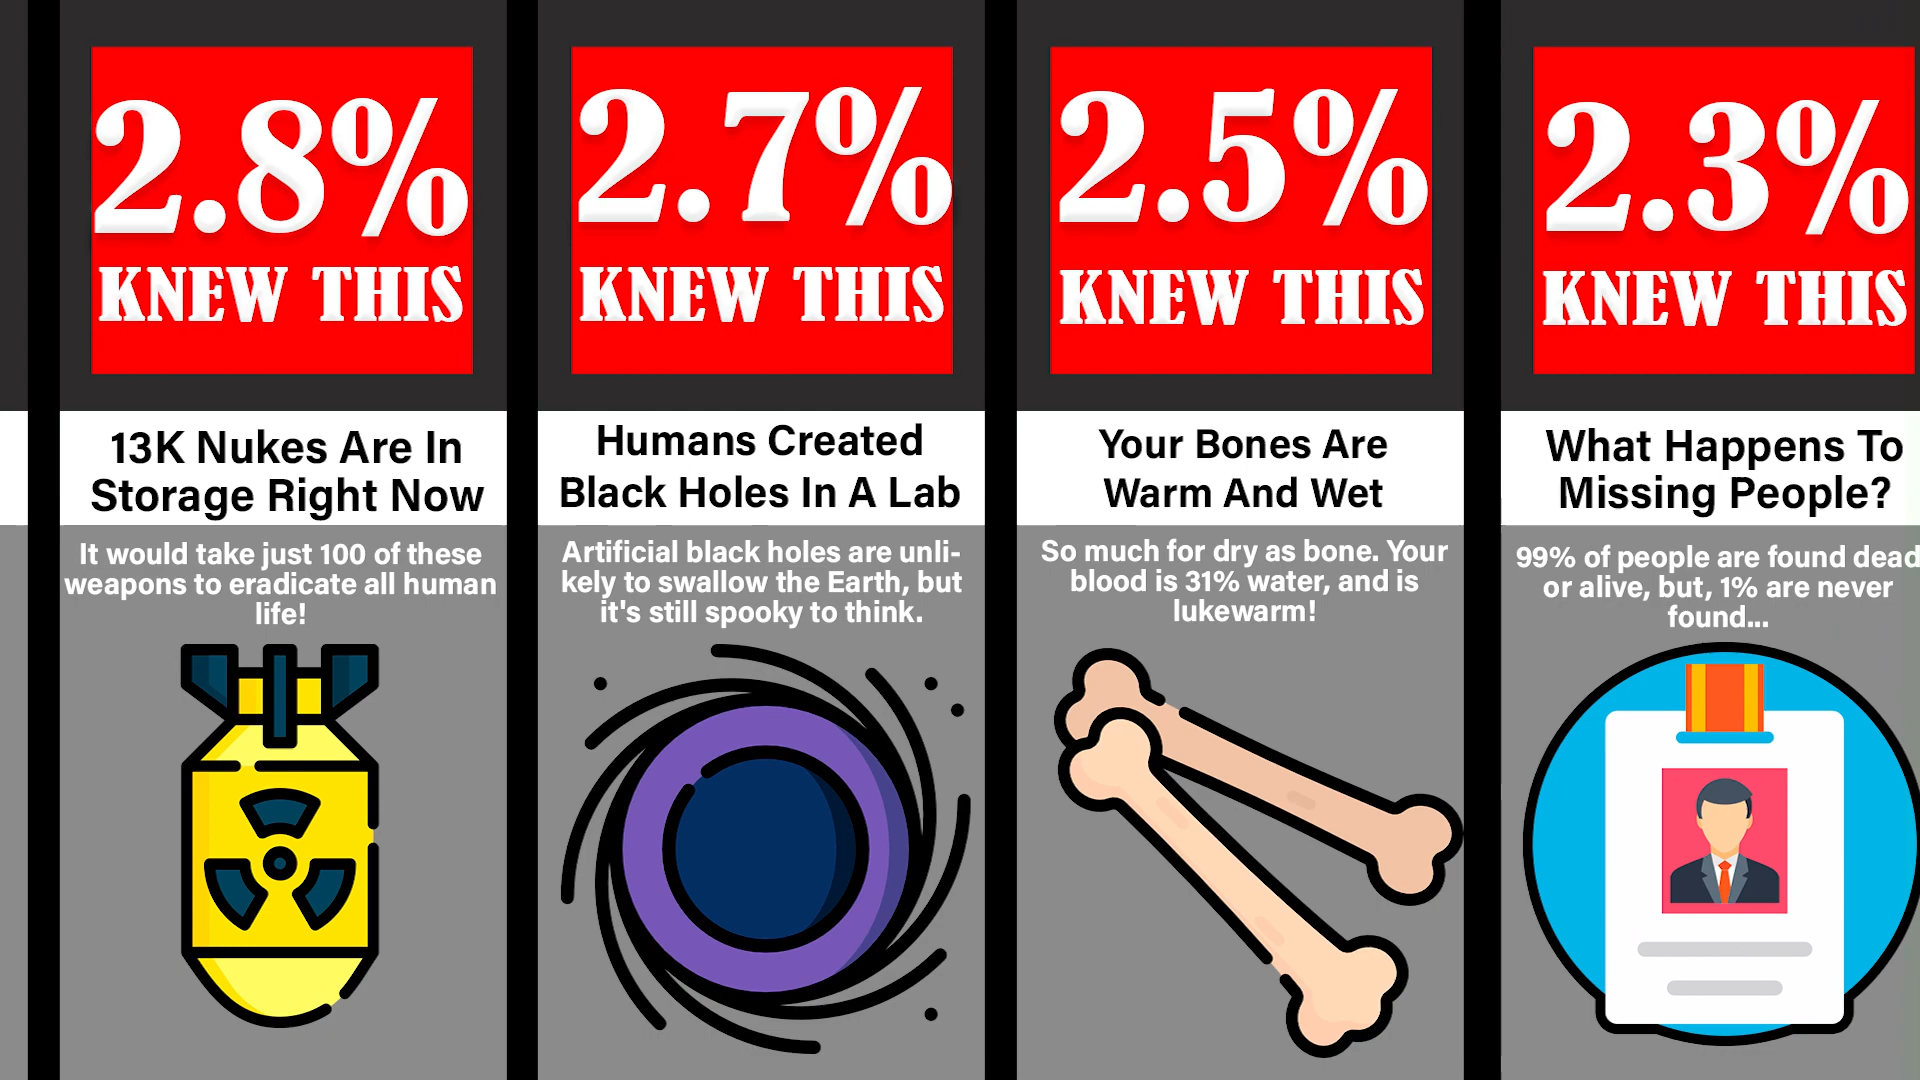 2.8%
KNEW THIS
13K Nukes Are In
Storage Right Now
It would take just 100 of these
weapons to eradicate all human
life!
2.7%
KNEW THIS
Humans Created
Black Holes In A Lab
Artificial black holes are unli-
kely to swallow the Earth, but
it's still spooky to think.
2.5%
KNEW THIS
Your Bones Are
Warm And Wet
So much for dry as bone. Your
blood is 31% water, and is
lukewarm!
2.3%
KNEW THIS
What Happens To
Missing People?
99% of people are found dead
or alive, but, 1% are never
found...